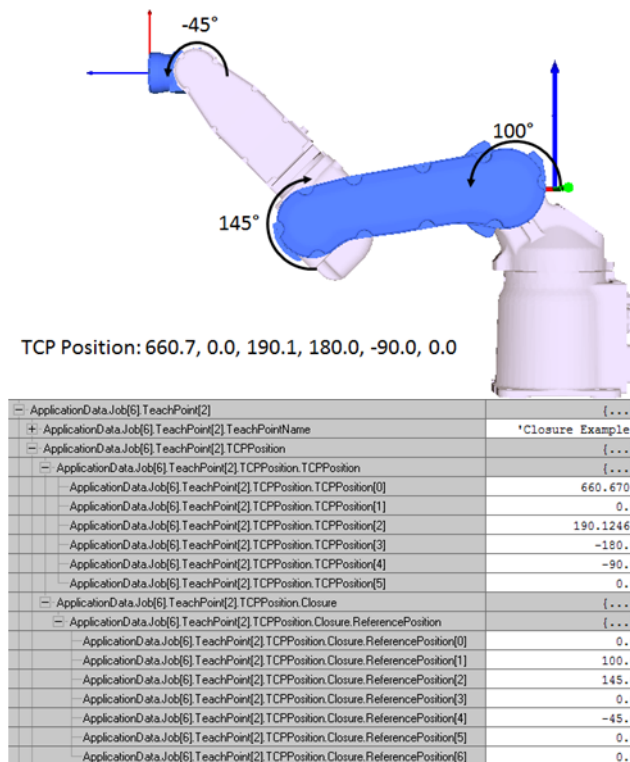 -45°
100°
145°
TCP Position: 660.7, 0.0, 190.1, 180.0, -90.0, 0.0
ApplicationData.Job[6].TeachPoint[2] {...
ApplicationData.Job[6].TeachPoint[2].TeachPointName 'Closure Example
ApplicationData.Job[6].TeachPoint[2].TCPPosition {...
ApplicationData.Job[6].TeachPoint[2].TCPPosition.TCPPosition {...
ApplicationData.Job[6].TeachPoint[2].TCPPosition.TCPPosition[0] 660.670
ApplicationData.Job[6].TeachPoint[2].TCPPosition.TCPPosition[1] 0.
ApplicationData.Job[6].TeachPoint[2].TCPPosition.TCPPosition[2] 190.1246
ApplicationData.Job[6].TeachPoint[2].TCPPosition.TCPPosition[3] -180.
ApplicationData.Job[6].TeachPoint[2].TCPPosition.TCPPosition[4] -90.
ApplicationData.Job[6].TeachPoint[2].TCPPosition.TCPPosition[5] 0.
ApplicationData.Job[6].TeachPoint[2].TCPPosition.Closure {...
ApplicationData.Job[6].TeachPoint[2].TCPPosition.Closure.ReferencePosition {...
ApplicationData.Job[6].TeachPoint[2].TCPPosition.Closure.ReferencePosition[0] 0.
ApplicationData.Job[6].TeachPoint[2].TCPPosition.Closure.ReferencePosition[1] 100.
ApplicationData.Job[6].TeachPoint[2].TCPPosition.Closure.ReferencePosition[2] 145.
ApplicationData.Job[6].TeachPoint[2].TCPPosition.Closure.ReferencePosition[3] 0.
ApplicationData.Job[6].TeachPoint[2].TCPPosition.Closure.ReferencePosition[4] -45.
ApplicationData.Job[6].TeachPoint[2].TCPPosition.Closure.ReferencePosition[5] 0.
ApplicationData.Job[6].TeachPoint[2].TCPPosition.Closure.ReferencePosition[6] 0.